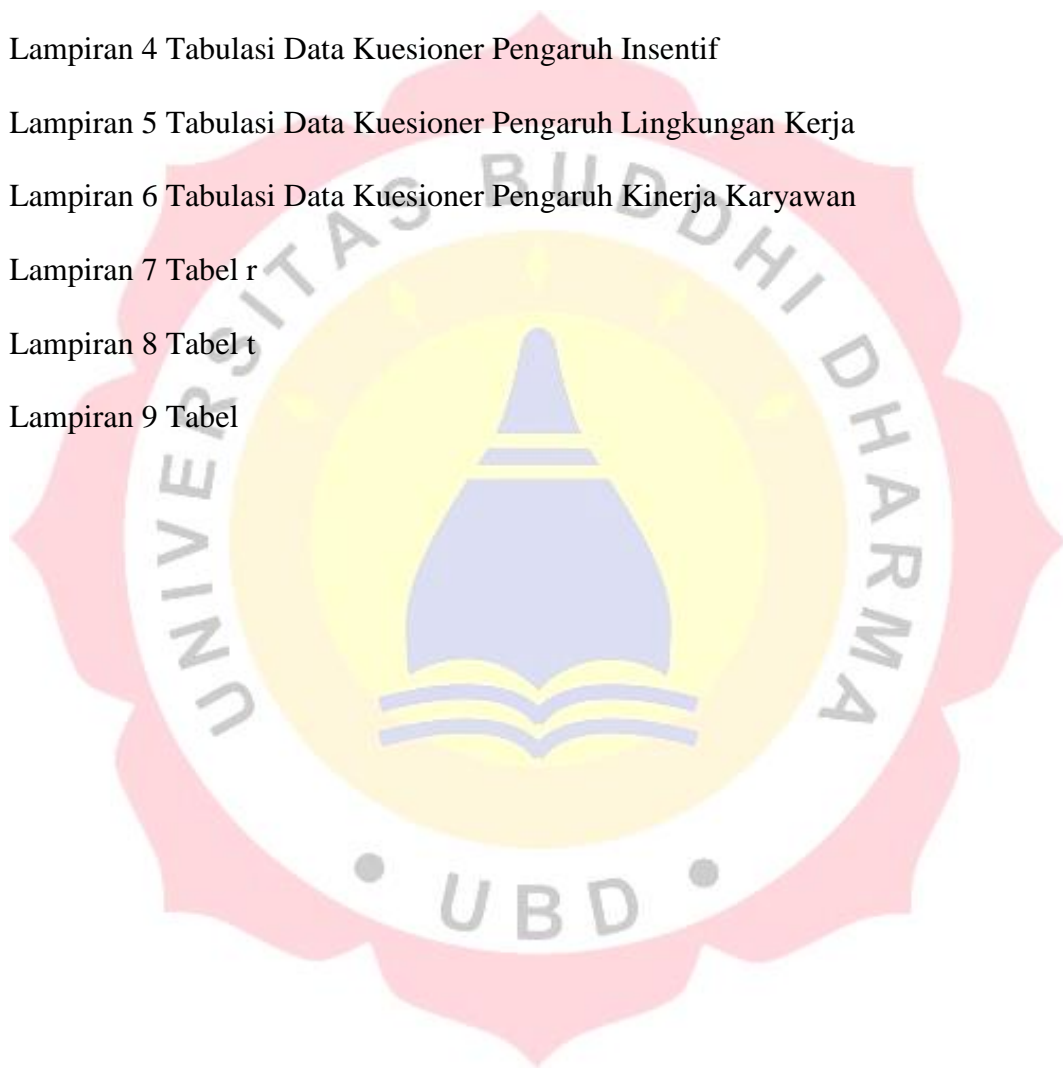 Lampiran 4 Tabulasi Data Kuesioner Pengaruh Insentif
Lampiran 5 Tabulasi Data Kuesioner Pengaruh Lingkungan Kerja
Lampiran 6 Tabulasi Data Kuesioner Pengaruh Kinerja Karyawan
Lampiran 7 Tabel r
Lampiran 8 Tabel t
Lampiran 9 Tabel
UNIVERSITAS BUDDHI DHARMA
• UBD •